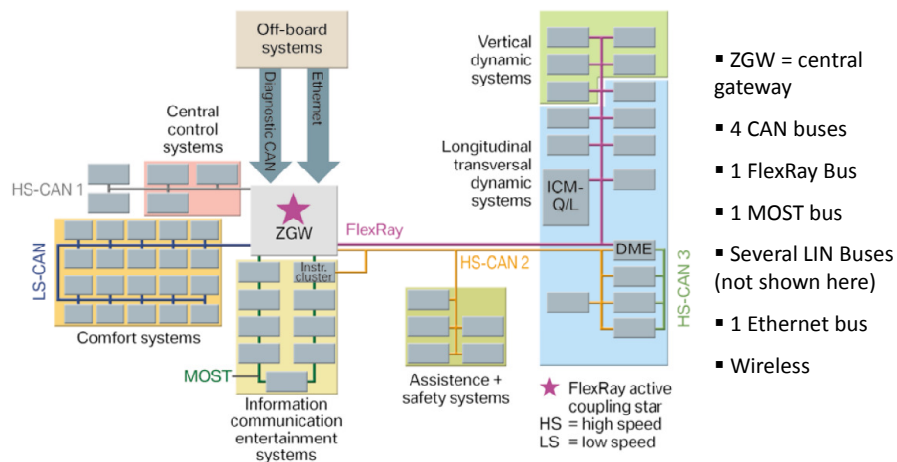 Off-board
systems
Diagnostic CAN
Ethernet
Central
control
systems
HS-CAN 1
ZGW
LS-CAN
Comfort systems
Instr.
cluster
MOST
Information
communication
entertainment
systems
FlexRay
HS-CAN 2
Assistence +
safety systems
Vertical
dynamic
systems
Longitudinal
transversal
dynamic
systems
ICM-
Q/L
DME
HS-CAN 3
FlexRay active
coupling star
HS = high speed
LS = low speed
▪ ZGW = central
gateway
▪ 4 CAN buses
▪ 1 FlexRay Bus
▪ 1 MOST bus
▪ Several LIN Buses
(not shown here)
▪ 1 Ethernet bus
▪ Wireless